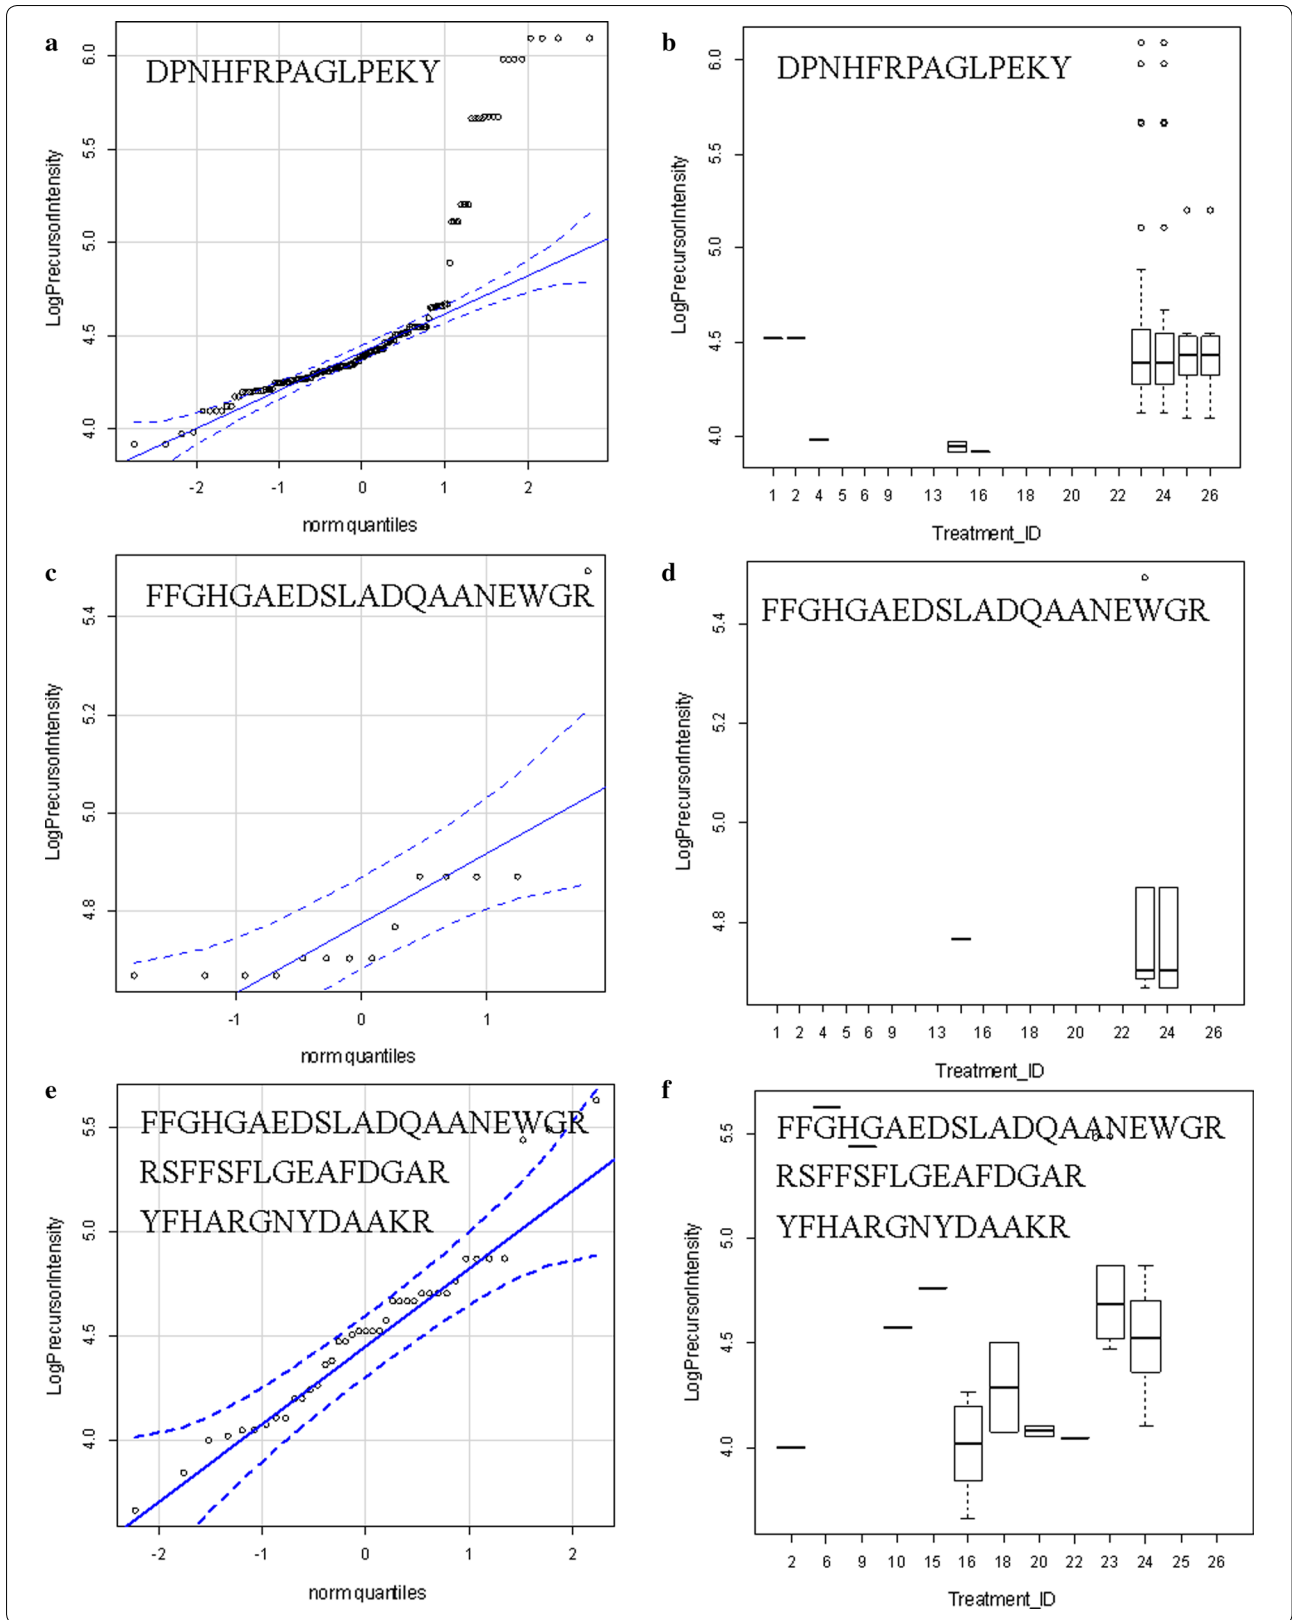 a
DPNHFRPAGLPEKY
LogPrecursorIntensity
6.0
5.5
5.0
4.5
4.0
-2 -1 0 1 2
norm quantiles
b
DPNHFRPAGLPEKY
LogPrecursorIntensity
6.0
5.5
5.0
4.5
4.0
1 2 4 5 6 9 13 16 18 20 22 24 26
Treatment_ID
c
FFGHGAEDSLADQAANEWGR
LogPrecursorIntensity
5.4
5.2
5.0
4.8
-1 0 1
norm quantiles
d
FFGHGAEDSLADQAANEWGR
LogPrecursorIntensity
5.4
5.2
5.0
4.8
1 2 4 5 6 9 13 16 18 20 22 24 26
Treatment_ID
e
FFGHGAEDSLADQAANEWGR
RSFFSFLGEAFDGAR
YFHARGNYDAAKR
LogPrecursorIntensity
5.5
5.0
4.5
4.0
-2 -1 0 1 2
norm quantiles
f
FFGHGAEDSLADQAANEWGR
RSFFSFLGEAFDGAR
YFHARGNYDAAKR
LogPrecursorIntensity
5.5
5.0
4.5
4.0
2 6 9 10 15 16 18 20 22 23 24 25 26
Treatment_ID